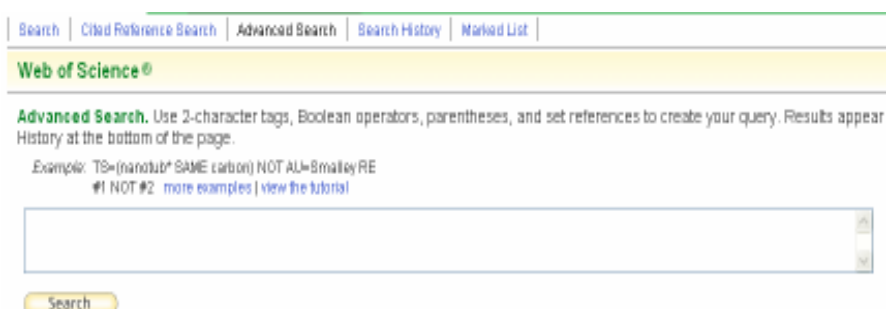 Search | Cited Reference Search | Advanced Search | Search History | Marked List |
Web of Science®
Advanced Search. Use 2-character tags, Boolean operators, parentheses, and set references to create your query. Results appear
History at the bottom of the page.
Example: TS=(nanotub* SAME carbon) NOT AU=Smalley RE
#1 NOT #2 more examples | view the tutorial
Search